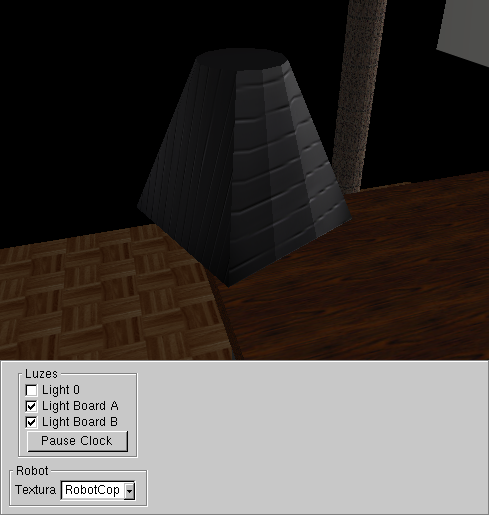 Luzes
Light 0
Light Board A
Light Board B
Pause Clock
Robot
Textura RobotCop